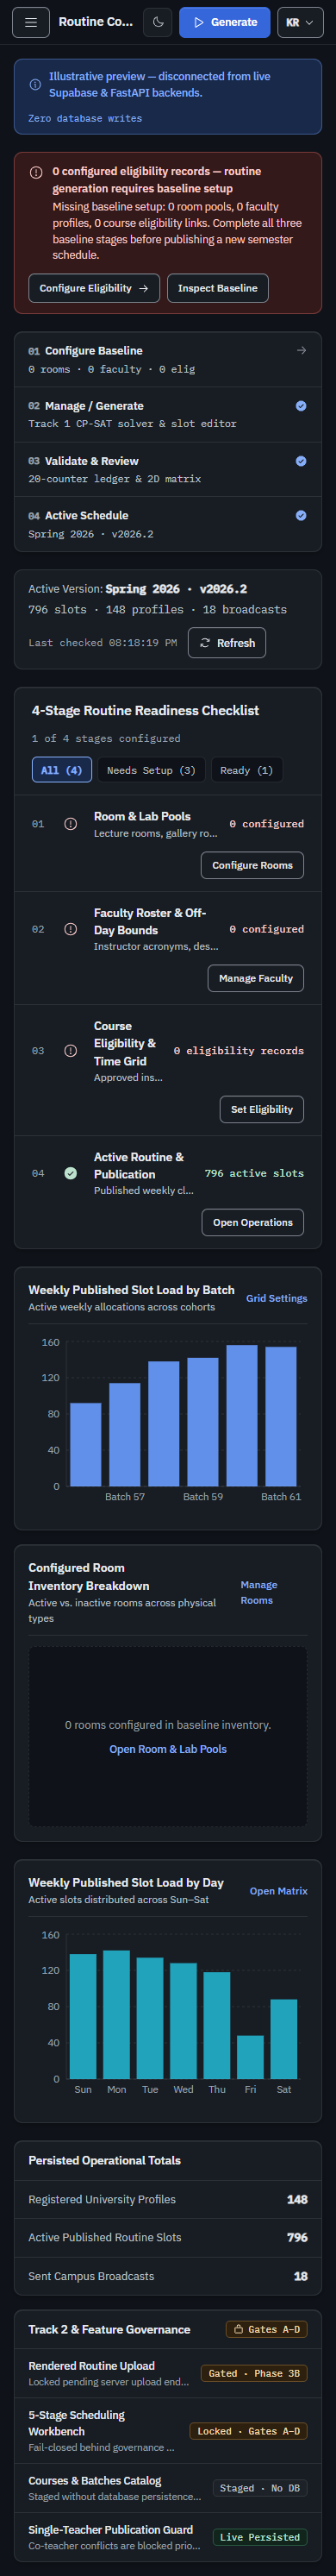 Routine Co...
Generate
KR
Illustrative preview — disconnected from live
Supabase & FastAPI backends.
Zero database writes
0 configured eligibility records — routine
generation requires baseline setup
Missing baseline setup: 0 room pools, 0 faculty
profiles, 0 course eligibility links. Complete all three
baseline stages before publishing a new semester
schedule.
Configure Eligibility →
Inspect Baseline
01 Configure Baseline →
0 rooms · 0 faculty · 0 elig
02 Manage / Generate
Track 1 CP-SAT solver & slot editor
03 Validate & Review
20-counter ledger & 2D matrix
04 Active Schedule
Spring 2026 · v2026.2
Active Version: Spring 2026 · v2026.2
796 slots · 148 profiles · 18 broadcasts
Last checked 08:18:19 PM
Refresh
4-Stage Routine Readiness Checklist
1 of 4 stages configured
All (4)
Needs Setup (3)
Ready (1)
01
Room & Lab Pools
Lecture rooms, gallery ro...
0 configured
Configure Rooms
02
Faculty Roster & Off-
Day Bounds
Instructor acronyms, des...
0 configured
Manage Faculty
03
Course
Eligibility &
Time Grid
Approved ins...
0 eligibility records
Set Eligibility
04
Active Routine &
Publication
Published weekly cl...
796 active slots
Open Operations
Weekly Published Slot Load by Batch
Active weekly allocations across cohorts
Grid Settings
160
120
80
40
0
Batch 57 Batch 59 Batch 61
Configured Room
Inventory Breakdown
Active vs. inactive rooms across physical
types
Manage
Rooms
0 rooms configured in baseline inventory.
Open Room & Lab Pools
Weekly Published Slot Load by Day
Active slots distributed across Sun–Sat
Open Matrix
160
120
80
40
0
Sun Mon Tue Wed Thu Fri Sat
Persisted Operational Totals
Registered University Profiles 148
Active Published Routine Slots 796
Sent Campus Broadcasts 18
Track 2 & Feature Governance
Gates A–D
Rendered Routine Upload
Locked pending server upload end...
Gated · Phase 3B
5-Stage Scheduling
Workbench
Fail-closed behind governance ...
Locked · Gates A–D
Courses & Batches Catalog
Staged without database persistence...
Staged · No DB
Single-Teacher Publication Guard
Co-teacher conflicts are blocked prio...
Live Persisted